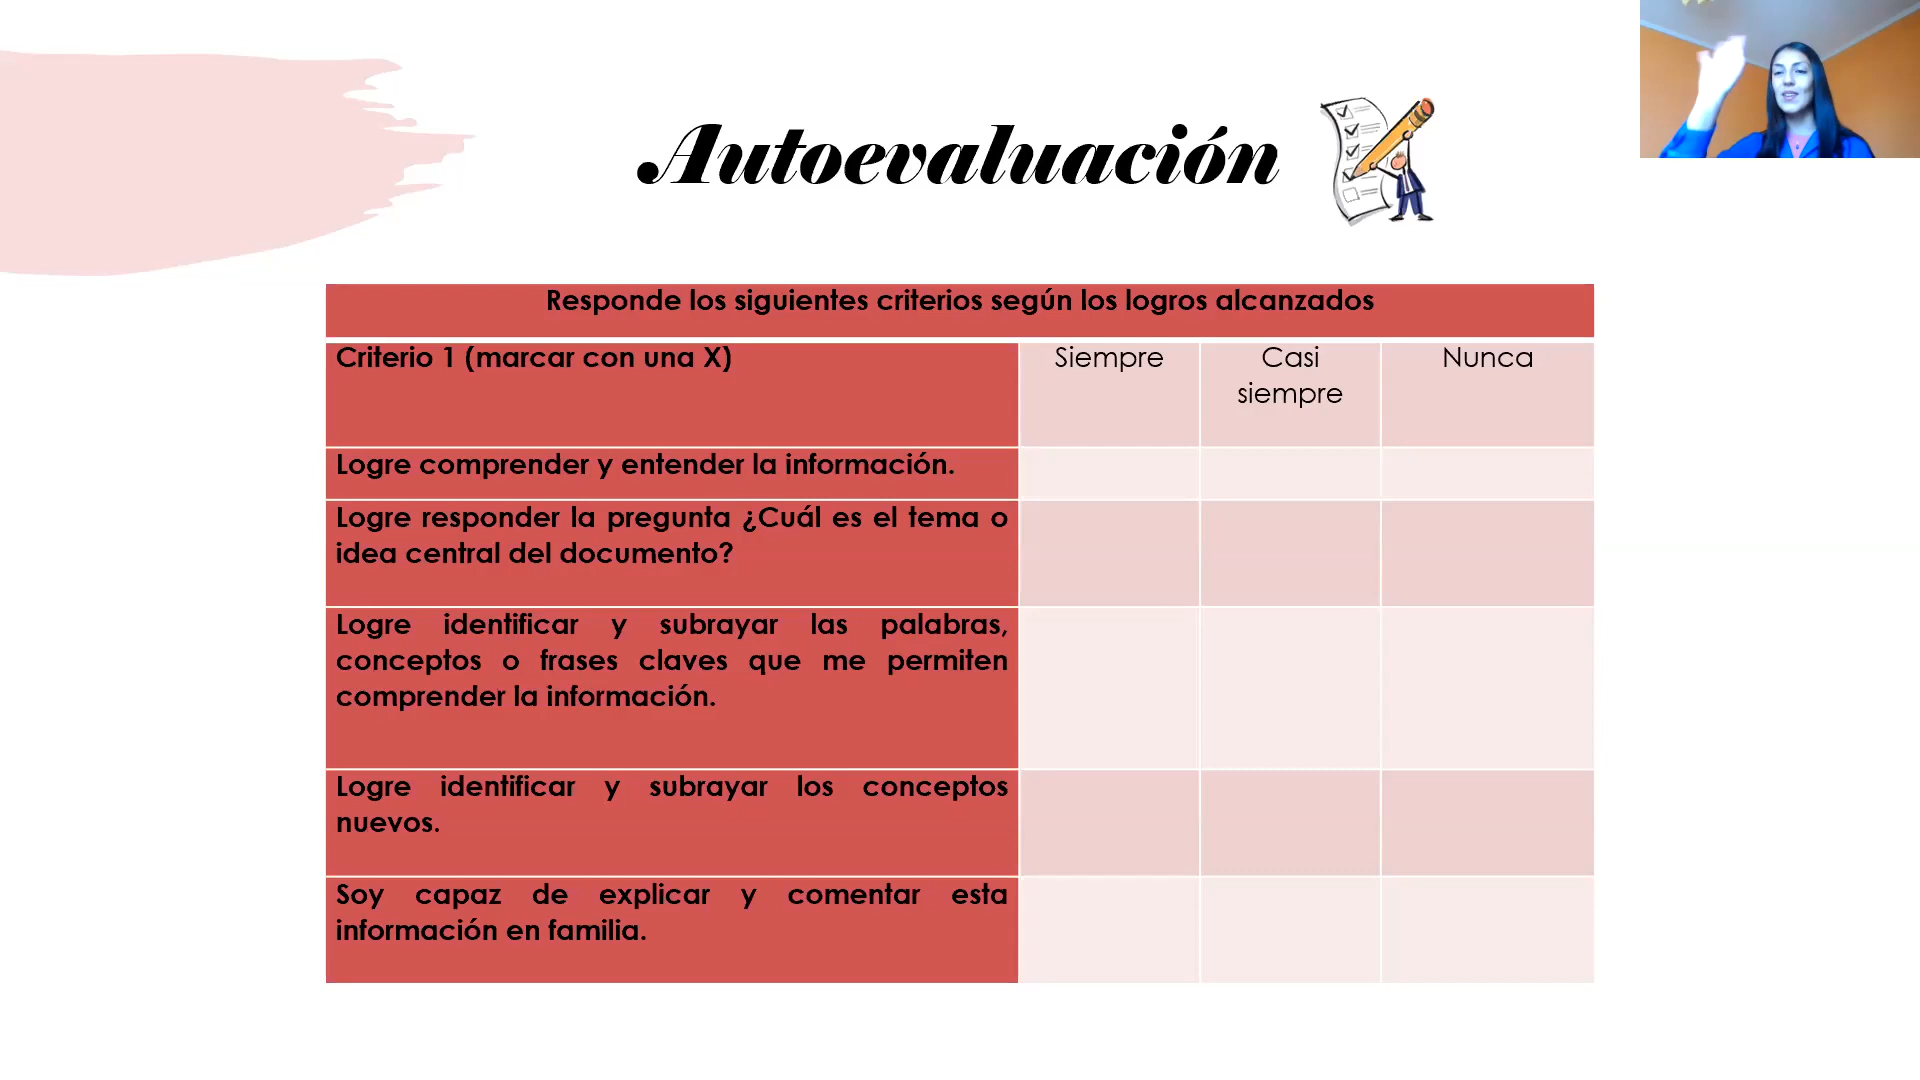 Autoevaluación
Responde los siguientes criterios según los logros alcanzados
Criterio 1 (marcar con una X)
Siempre
Casi
siempre
Nunca
Logre comprender y entender la información.
Logre responder la pregunta ¿Cuál es el tema o
idea central del documento?
Logre identificar y subrayar las palabras,
conceptos o frases claves que me permiten
comprender la información.
Logre identificar y subrayar los conceptos
nuevos.
Soy capaz de explicar y comentar esta
información en familia.